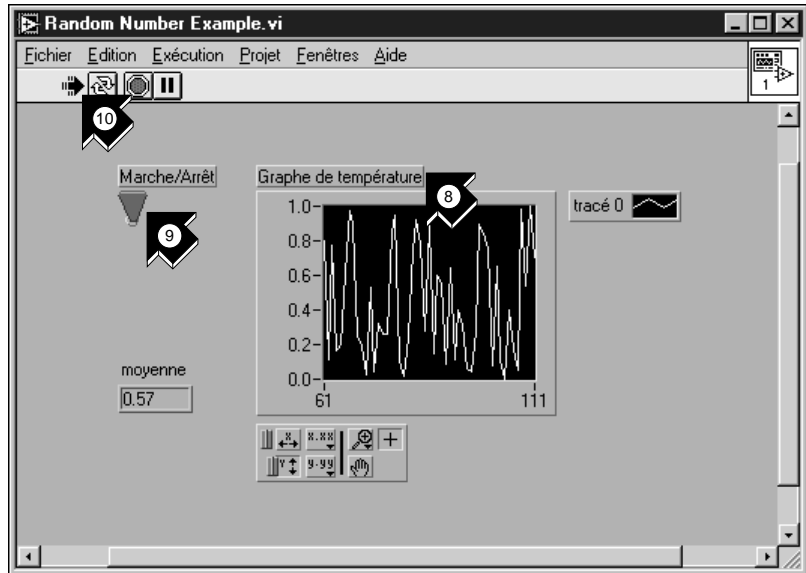 Random Number Example.vi
Fichier Edition Exécution Projet Fenêtres Aide
1
10
Marche/Arrêt
9
Graphe de température
8
tracé 0
1.0
0.8
0.6
0.4
0.2
0.0
61 111
moyenne
0.57
X X.XX
Y Y.YY